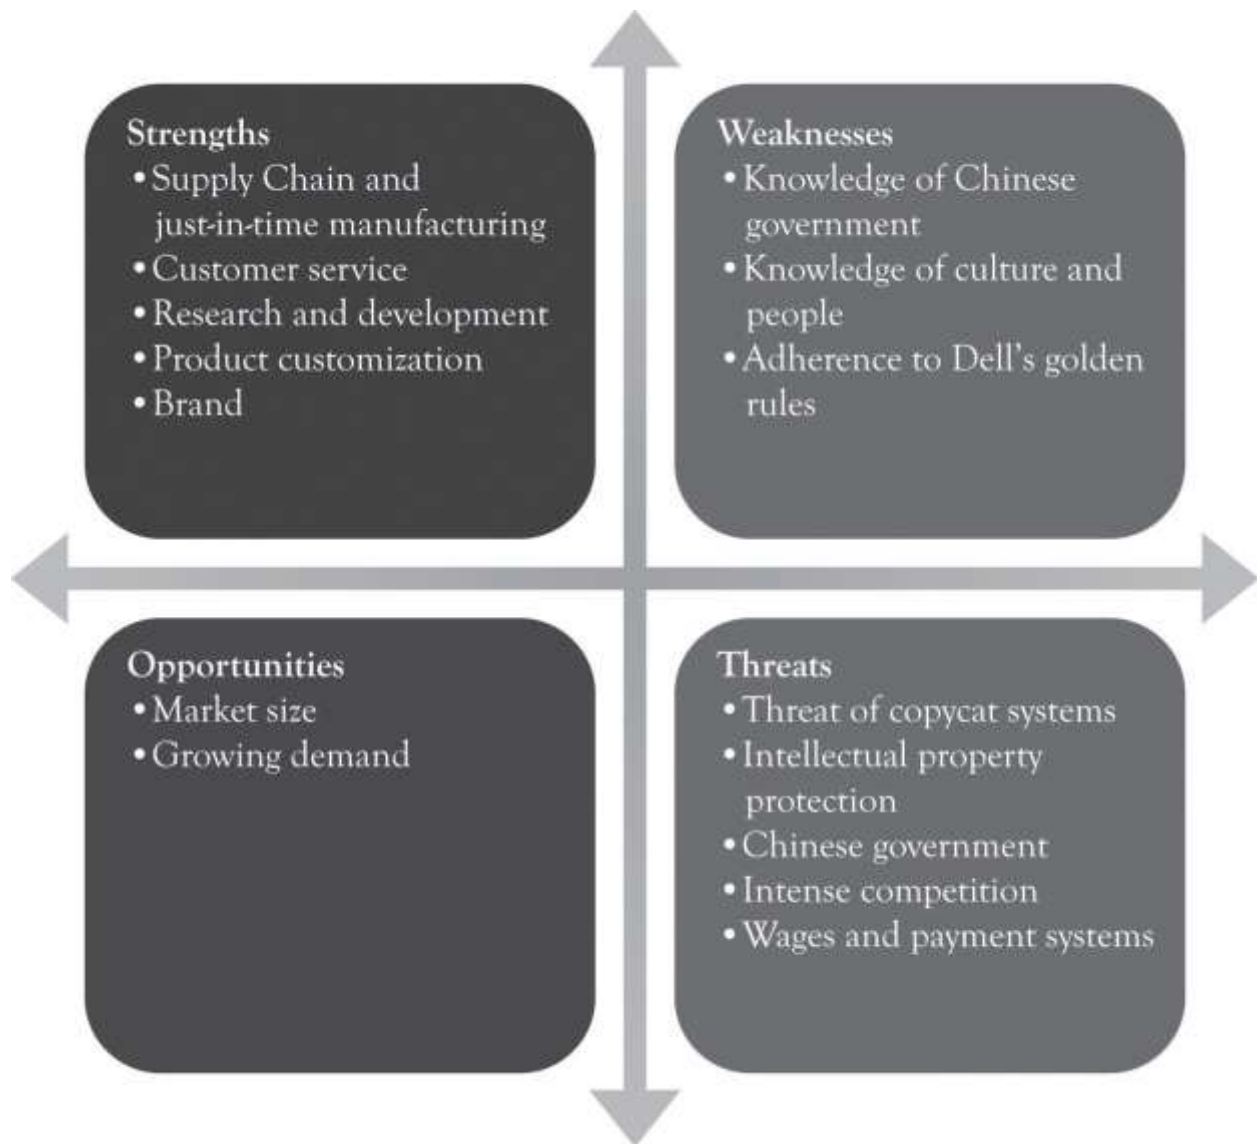 Strengths
• Supply Chain and
just-in-time manufacturing
• Customer service
• Research and development
• Product customization
• Brand
Weaknesses
• Knowledge of Chinese
government
• Knowledge of culture and
people
• Adherence to Dell's golden
rules
Opportunities
• Market size
• Growing demand
Threats
• Threat of copycat systems
• Intellectual property
protection
• Chinese government
• Intense competition
• Wages and payment systems